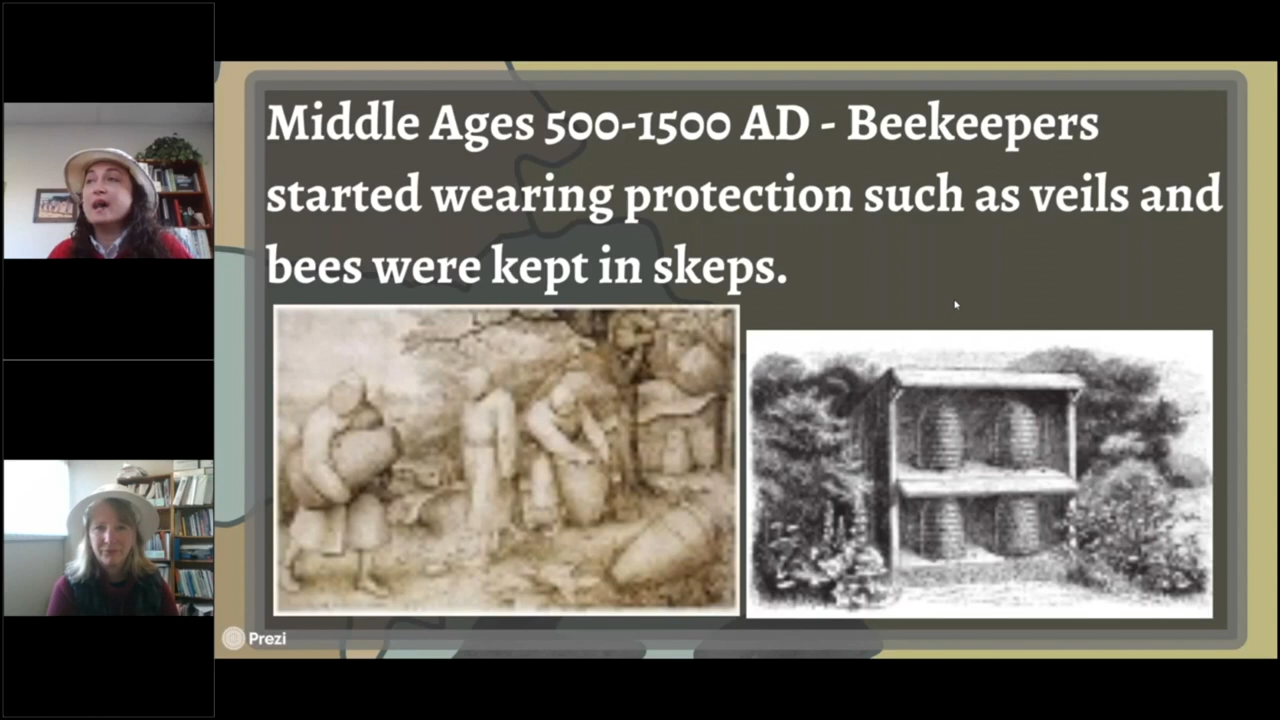 Middle Ages 500-1500 AD - Beekeepers
started wearing protection such as veils and
bees were kept in skeps.
Prezi